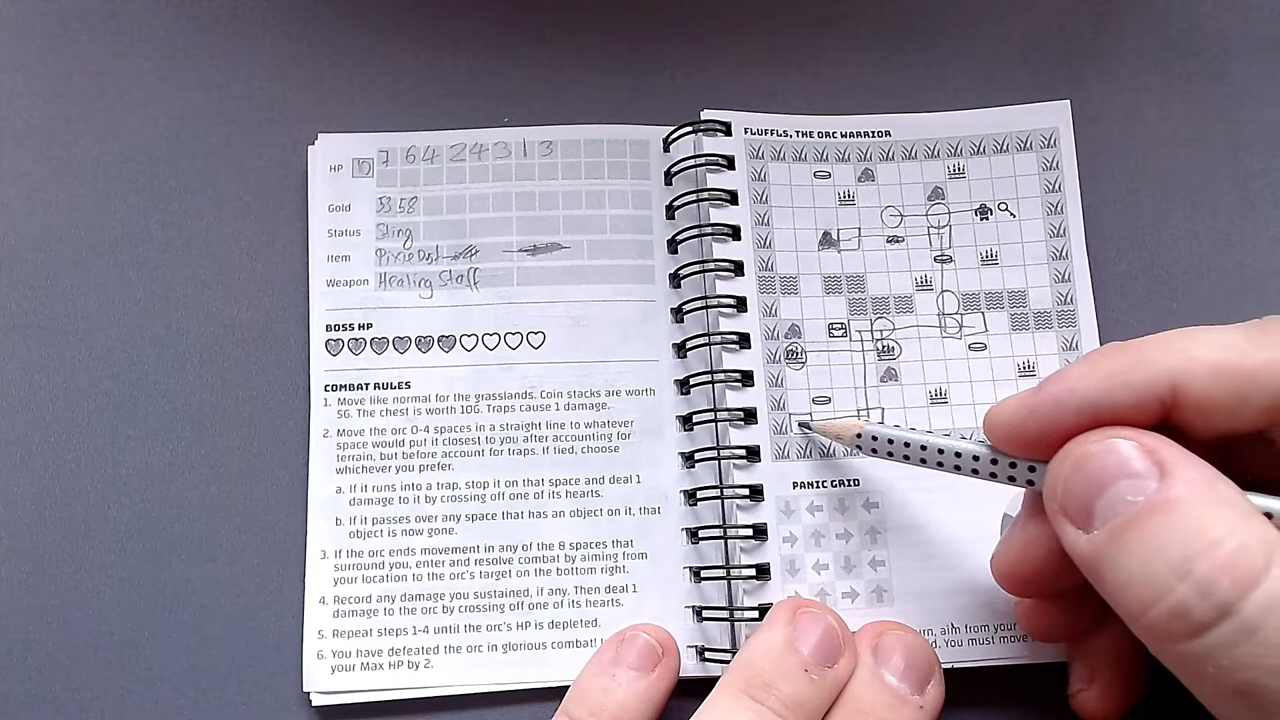 HP 10 7 6 4 2 4 3 1 3
Gold 53 58
Status Sting
Item Pixie Dust
Weapon Healing Staff
BOSS HP
COMBAT RULES
1. Move like normal for the grasslands. Coin stacks are worth
5G. The chest is worth 10G. Traps cause 1 damage.
2. Move the orc 0-4 spaces in a straight line to whatever
space would put it closest to you after accounting for
terrain, but before account for traps. If tied, choose
whichever you prefer.
a. If it runs into a trap, stop it on that space and deal 1
damage to it by crossing off one of its hearts.
b. If it passes over any space that has an object on it, that
object is now gone.
3. If the orc ends movement in any of the 8 spaces that
surround you, enter and resolve combat by aiming from
your location to the orc's target on the bottom right.
4. Record any damage you sustained, if any. Then deal 1
damage to the orc by crossing off one of its hearts.
5. Repeat steps 1-4 until the orc's HP is depleted.
6. You have defeated the orc in glorious combat!
your Max HP by 2.
FLUFFLS, THE ORC WARRIOR
PANIC GRID
aim from your
You must move